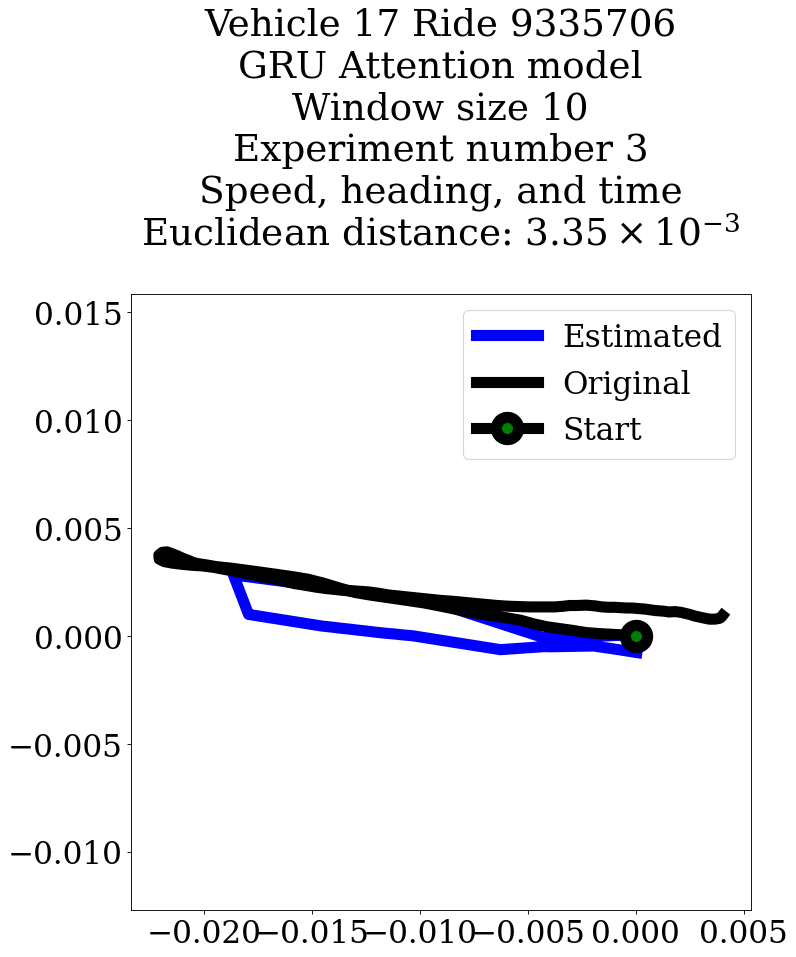 Vehicle 17 Ride 9335706
GRU Attention model
Window size 10
Experiment number 3
Speed, heading, and time
Euclidean distance: 3.35 × 10⁻³
0.015
0.010
0.005
0.000
−0.005
−0.010
Estimated
Original
Start
−0.020 −0.015 −0.010 −0.005 0.000 0.005